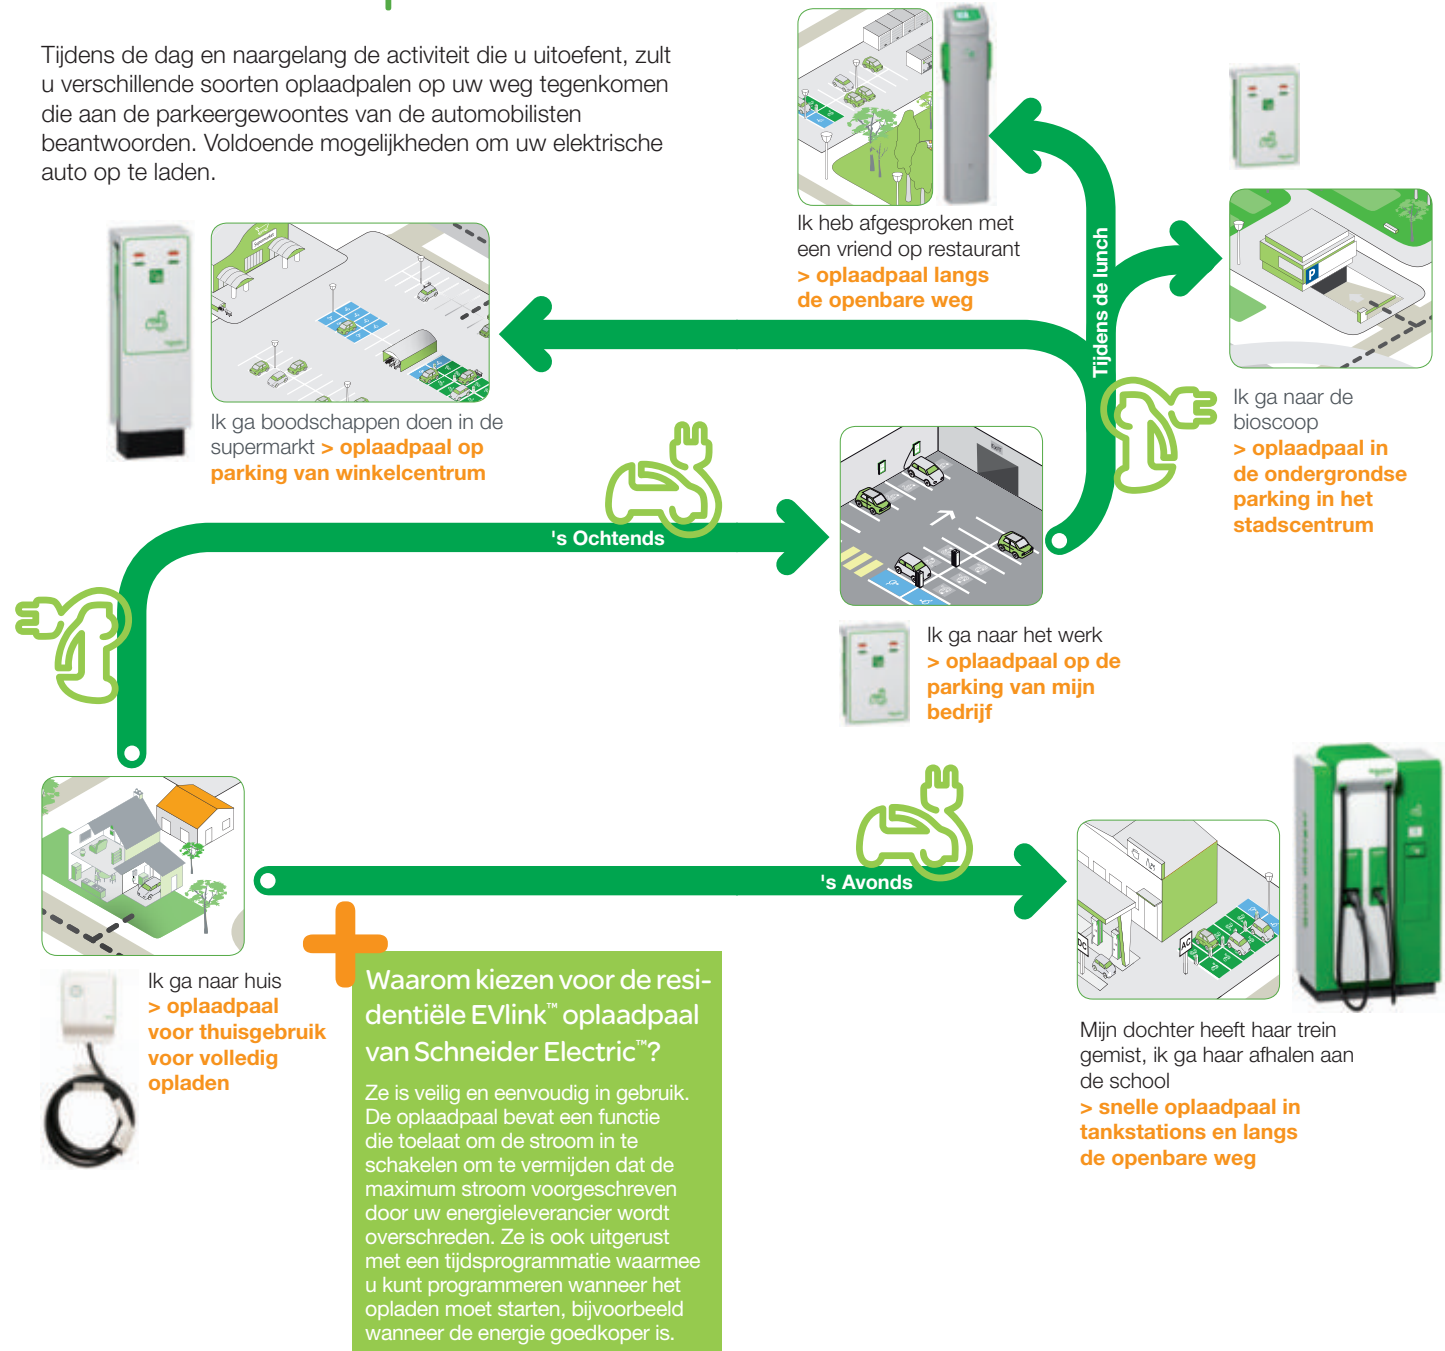 Tijdens de dag en naargelang de activiteit die u uitoefent, zult
u verschillende soorten oplaadpalen op uw weg tegenkomen
die aan de parkeergewoontes van de automobilisten
beantwoorden. Voldoende mogelijkheden om uw elektrische
auto op te laden.
Ik heb afgesproken met
een vriend op restaurant
> oplaadpaal langs
de openbare weg
Tijdens de lunch
P
Ik ga naar de
bioscoop
> oplaadpaal in
de ondergrondse
parking in het
stadscentrum
Ik ga boodschappen doen in de
supermarkt > oplaadpaal op
parking van winkelcentrum
's Ochtends
Ik ga naar het werk
> oplaadpaal op de
parking van mijn
bedrijf
's Avonds
DC
AC
Ik ga naar huis
> oplaadpaal
voor thuisgebruik
voor volledig
opladen
Waarom kiezen voor de resi-
dentiële EVlink™ oplaadpaal
van Schneider Electric™?
Ze is veilig en eenvoudig in gebruik.
De oplaadpaal bevat een functie
die toelaat om de stroom in te
schakelen om te vermijden dat de
maximum stroom voorgeschreven
door uw energieleverancier wordt
overschreden. Ze is ook uitgerust
met een tijdsprogrammatie waarmee
u kunt programmeren wanneer het
opladen moet starten, bijvoorbeeld
wanneer de energie goedkoper is.
Mijn dochter heeft haar trein
gemist, ik ga haar afhalen aan
de school
> snelle oplaadpaal in
tankstations en langs
de openbare weg